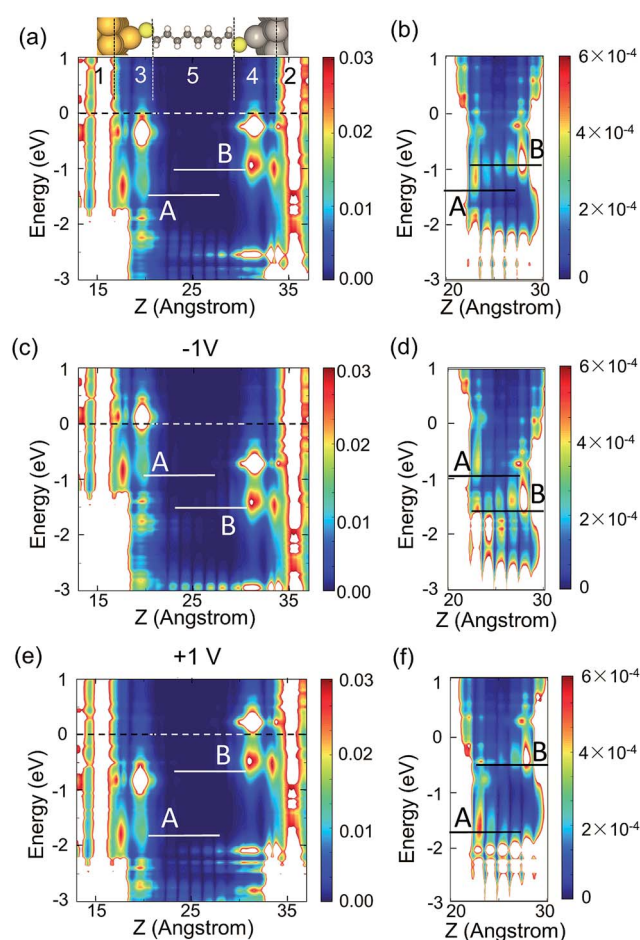 (a)
(b)
1 3 5 4 2
Energy (eV)
1
0
-1
-2
-3
B
A
15 25 35
Z (Angstrom)
0.03
0.02
0.01
0.00
Energy (eV)
1
0
-1
-2
-3
B
A
20 30
Z (Angstrom)
6×10-4
4×10-4
2×10-4
0
(c)
-1V
(d)
Energy (eV)
1
0
-1
-2
-3
A
B
15 25 35
Z (Angstrom)
0.03
0.02
0.01
0.00
Energy (eV)
1
0
-1
-2
-3
A
B
20 30
Z (Angstrom)
6×10-4
4×10-4
2×10-4
0
(e)
+1 V
(f)
Energy (eV)
1
0
-1
-2
-3
B
A
15 25 35
Z (Angstrom)
0.03
0.02
0.01
0.00
Energy (eV)
1
0
-1
-2
-3
B
A
20 30
Z (Angstrom)
6×10-4
4×10-4
2×10-4
0